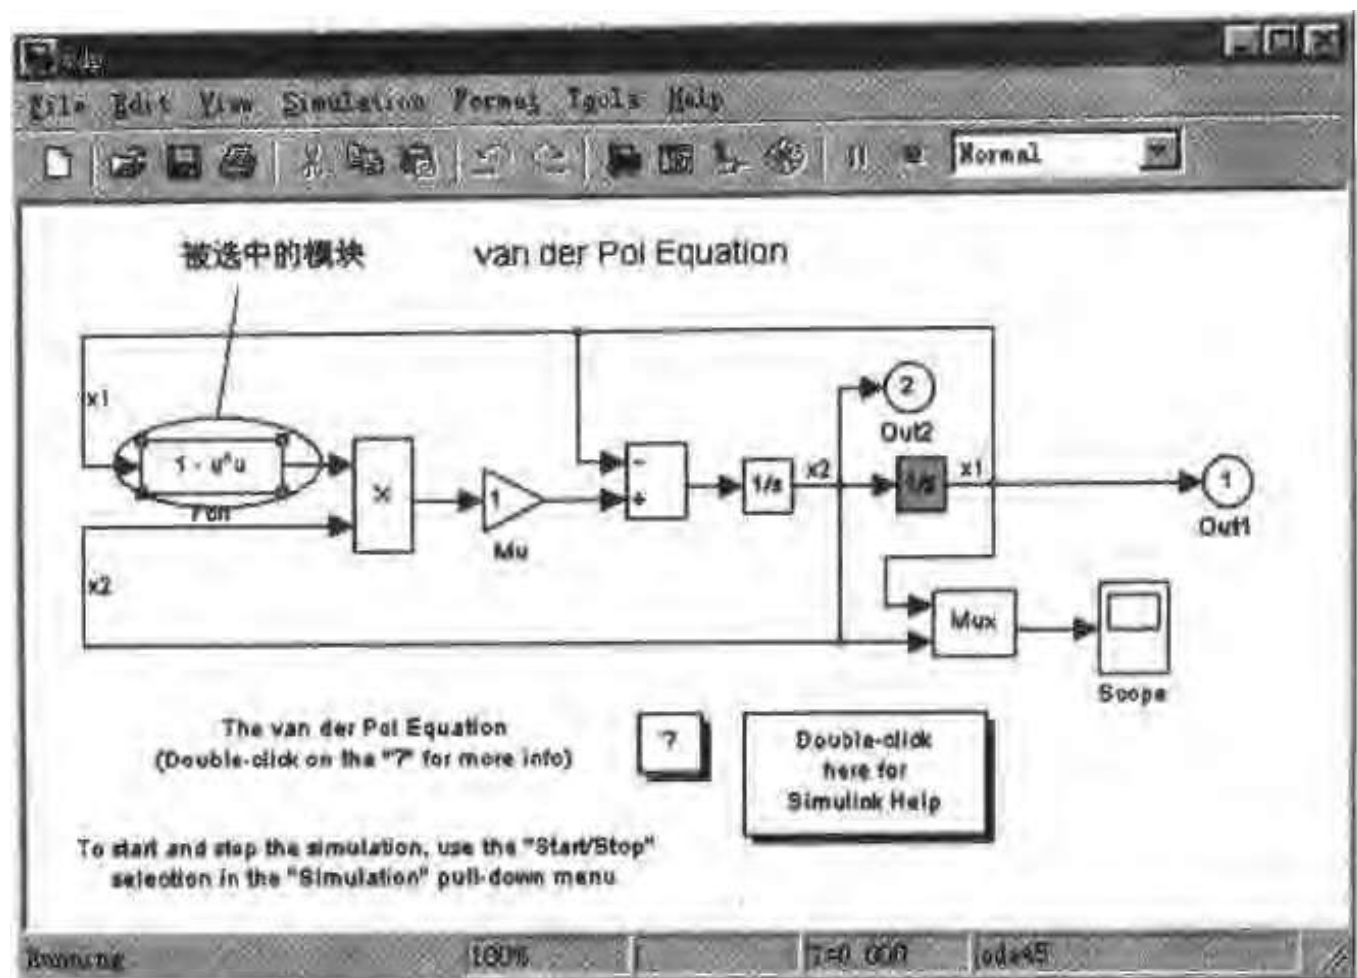 vdp
File Edit View Simulation Format Tools Help
Normal
被选中的模块
van der Pol Equation
x1
1 - u*u
Fcn
x2
X
1
Mu
-
+
1/s
x2
1/s
x1
2
Out2
1
Out1
Mux
Scope
The van der Pol Equation
(Double-click on the "?" for more info)
?
Double-click
here for
Simulink Help
To start and stop the simulation, use the "Start/Stop"
selection in the "Simulation" pull-down menu
Running
100%
T=0.000
ode45